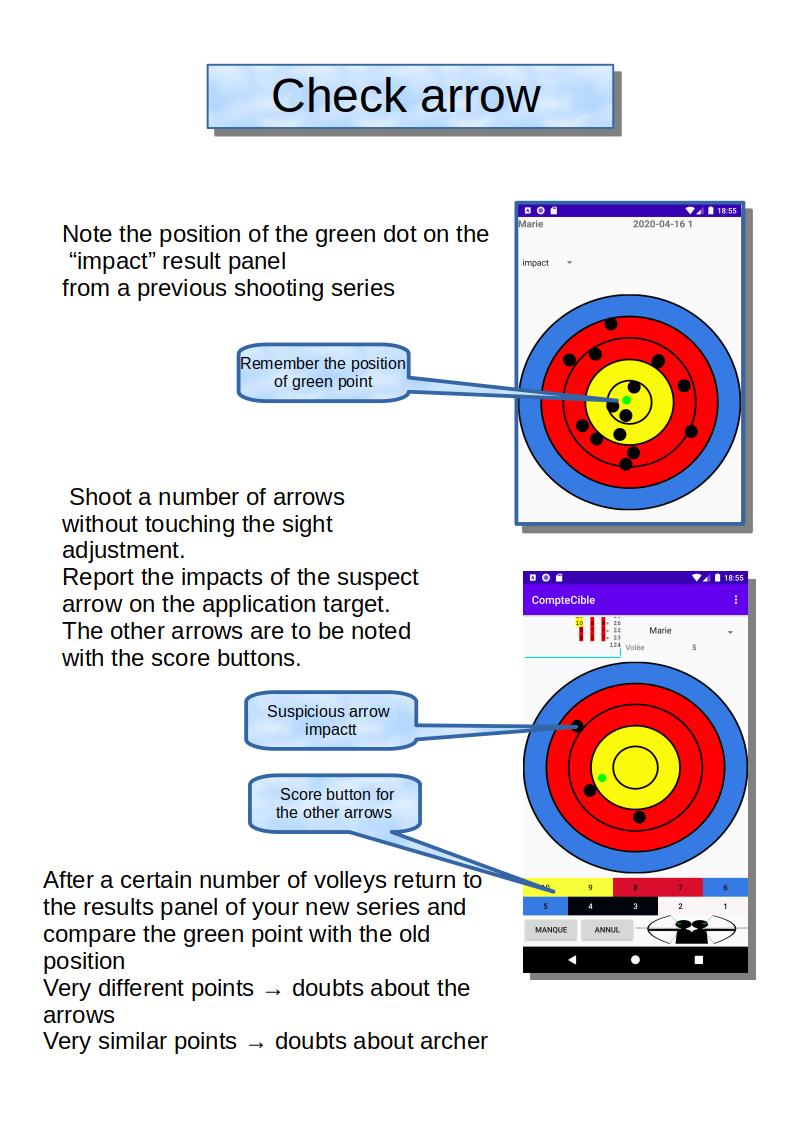 Check arrow
Note the position of the green dot on the
“impact” result panel
from a previous shooting series
18:55
Marie 2020-04-16 1
impact
Remember the position
of green point
Shoot a number of arrows
without touching the sight
adjustment.
Report the impacts of the suspect
arrow on the application target.
The other arrows are to be noted
with the score buttons.
18:55
CompteCible
Marie
Volée 5
Suspicious arrow
impactt
Score button for
the other arrows
10 9 8 7 6
5 4 3 2 1
MANQUE ANNUL
After a certain number of volleys return to
the results panel of your new series and
compare the green point with the old
position
Very different points → doubts about the
arrows
Very similar points → doubts about archer